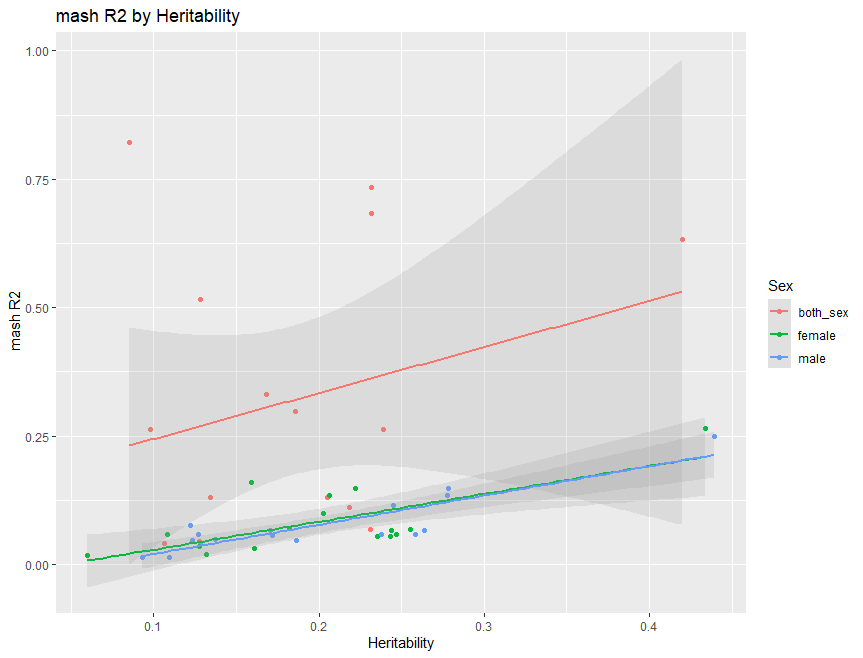 mash R2 by Heritability
1.00
0.75
0.50
0.25
0.00
mash R2
0.1 0.2 0.3 0.4
Heritability
Sex
both_sex
female
male